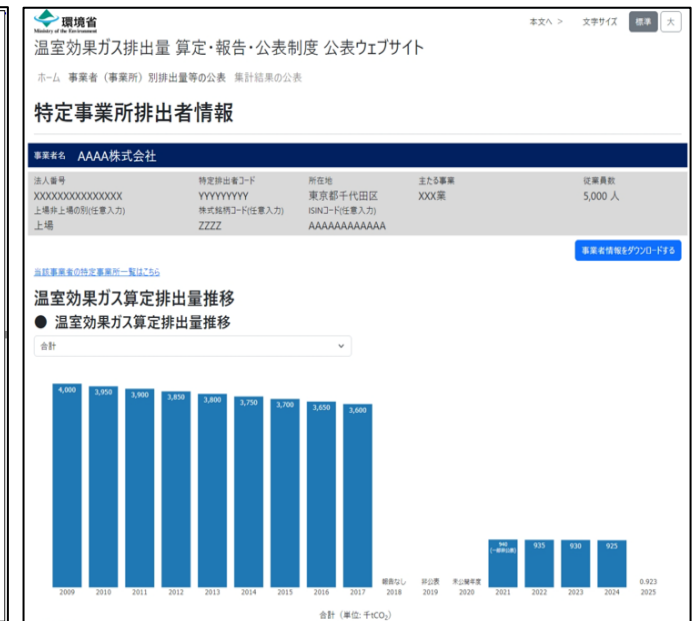 環境省
Ministry of the Environment
本文へ > 文字サイズ 標準 大
温室効果ガス排出量 算定・報告・公表制度 公表ウェブサイト
ホーム 事業者（事業所）別排出量等の公表 集計結果の公表
特定事業所排出者情報
事業者名 AAAA株式会社
法人番号 特定排出者コード 所在地 主たる事業 従業員数
XXXXXXXXXXXXXXX YYYYYYYYY 東京都千代田区 XXX業 5,000 人
上場非上場の別(任意入力) 株式銘柄コード(任意入力) ISINコード(任意入力)
上場 ZZZZ AAAAAAAAAAAA
事業者情報をダウンロードする
当該事業者の特定事業所一覧はこちら
温室効果ガス算定排出量推移
● 温室効果ガス算定排出量推移
合計
4,000 3,950 3,900 3,850 3,800 3,750 3,700 3,650 3,600
940 935 930 925
(一部非公表)
報告なし 非公表 未公開年度 0.923
2009 2010 2011 2012 2013 2014 2015 2016 2017 2018 2019 2020 2021 2022 2023 2024 2025
合計（単位: 千tCO₂）